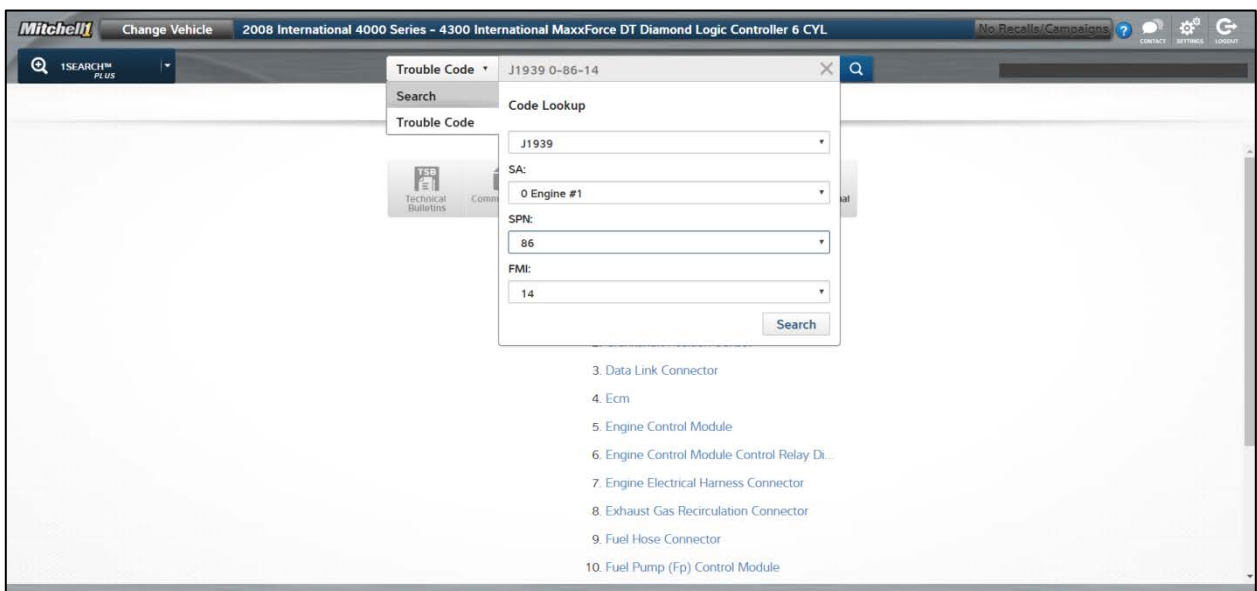 Mitchell1 Change Vehicle 2008 International 4000 Series - 4300 International MaxxForce DT Diamond Logic Controller 6 CYL No Recalls/Campaigns ? CONTACT SETTINGS LOGOUT
1SEARCH™ PLUS Trouble Code J1939 0-86-14
Search
Trouble Code
Code Lookup
J1939
SA:
0 Engine #1
SPN:
86
FMI:
14
Search
TSB
Technical
Bulletins
3. Data Link Connector
4. Ecm
5. Engine Control Module
6. Engine Control Module Control Relay Di...
7. Engine Electrical Harness Connector
8. Exhaust Gas Recirculation Connector
9. Fuel Hose Connector
10. Fuel Pump (Fp) Control Module